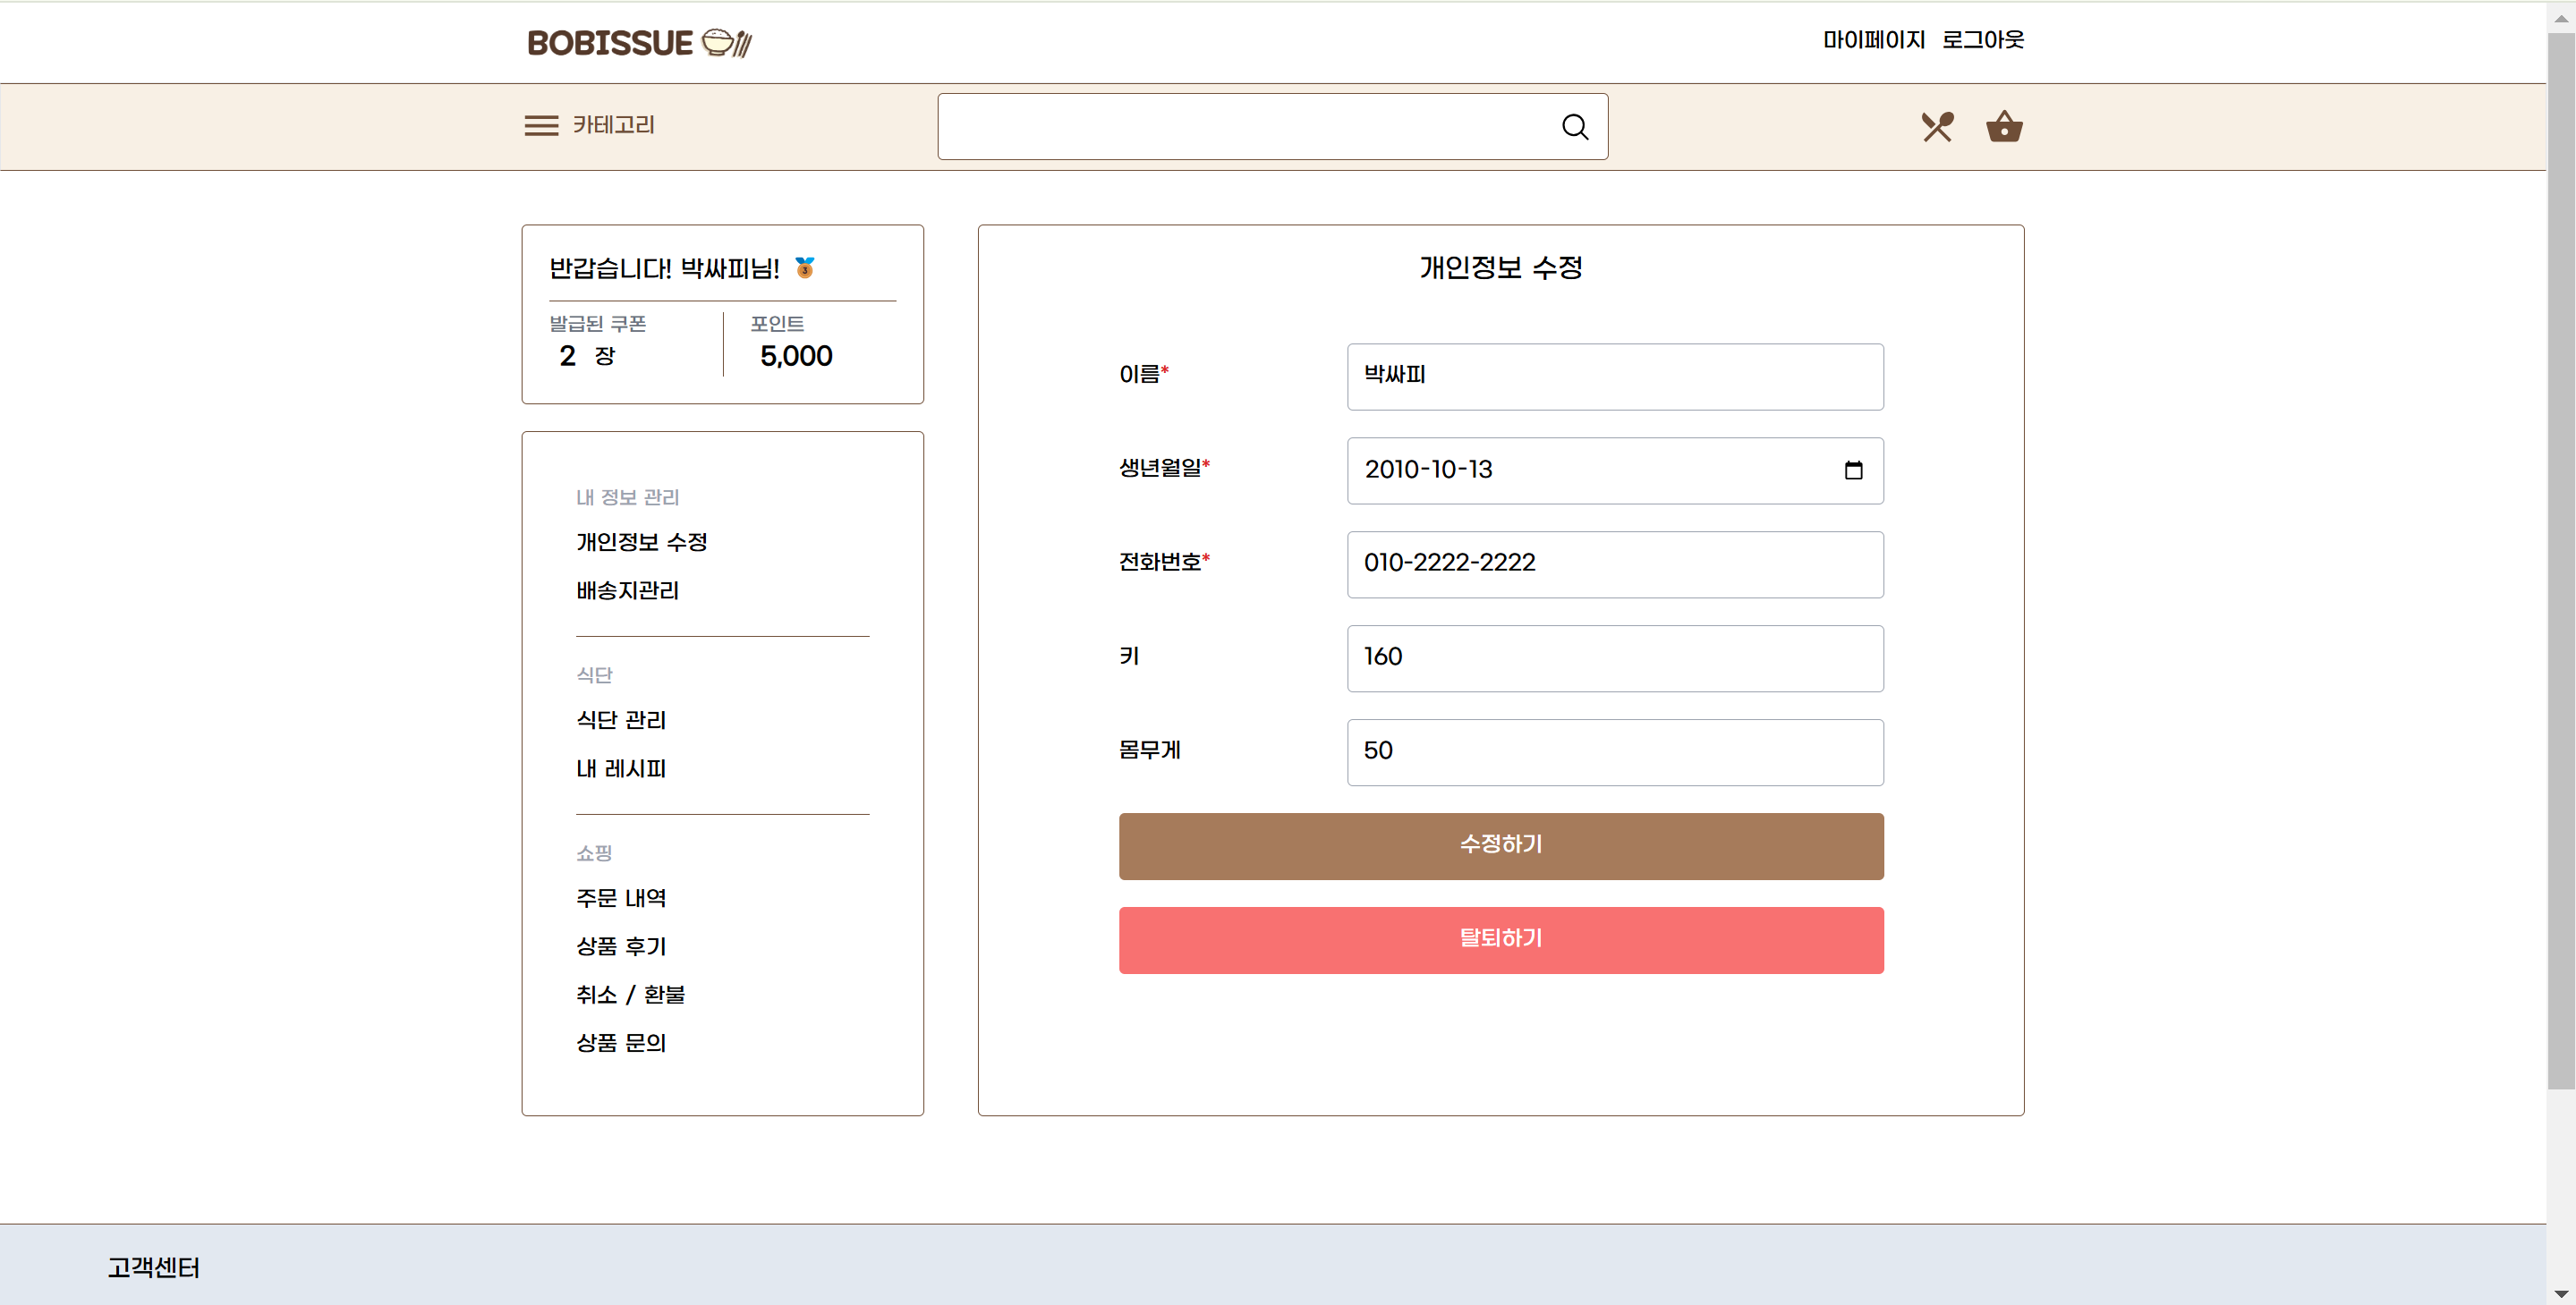 BOBISSUE
마이페이지 로그아웃
카테고리
반갑습니다! 박싸피님!
3
발급된 쿠폰
2 장
포인트
5,000
내 정보 관리
개인정보 수정
배송지관리
식단
식단 관리
내 레시피
쇼핑
주문 내역
상품 후기
취소 / 환불
상품 문의
개인정보 수정
이름* 박싸피
생년월일* 2010-10-13
전화번호* 010-2222-2222
키 160
몸무게 50
수정하기
탈퇴하기
고객센터